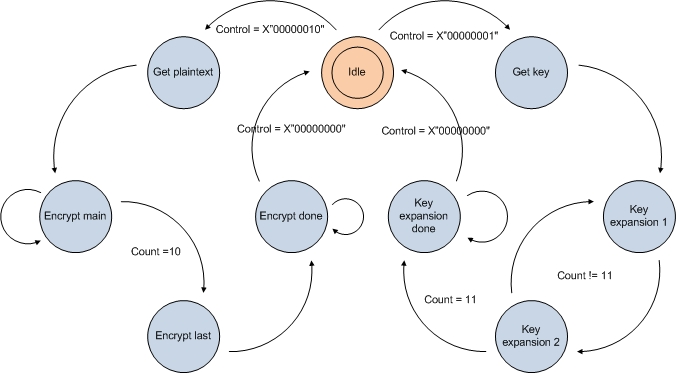 Control = X"00000010"
Control = X"00000001"
Get plaintext
Idle
Get key
Control = X"00000000"
Control = X"00000000"
Encrypt main
Encrypt done
Key
expansion
done
Key
expansion 1
Count =10
Count != 11
Count = 11
Encrypt last
Key
expansion 2